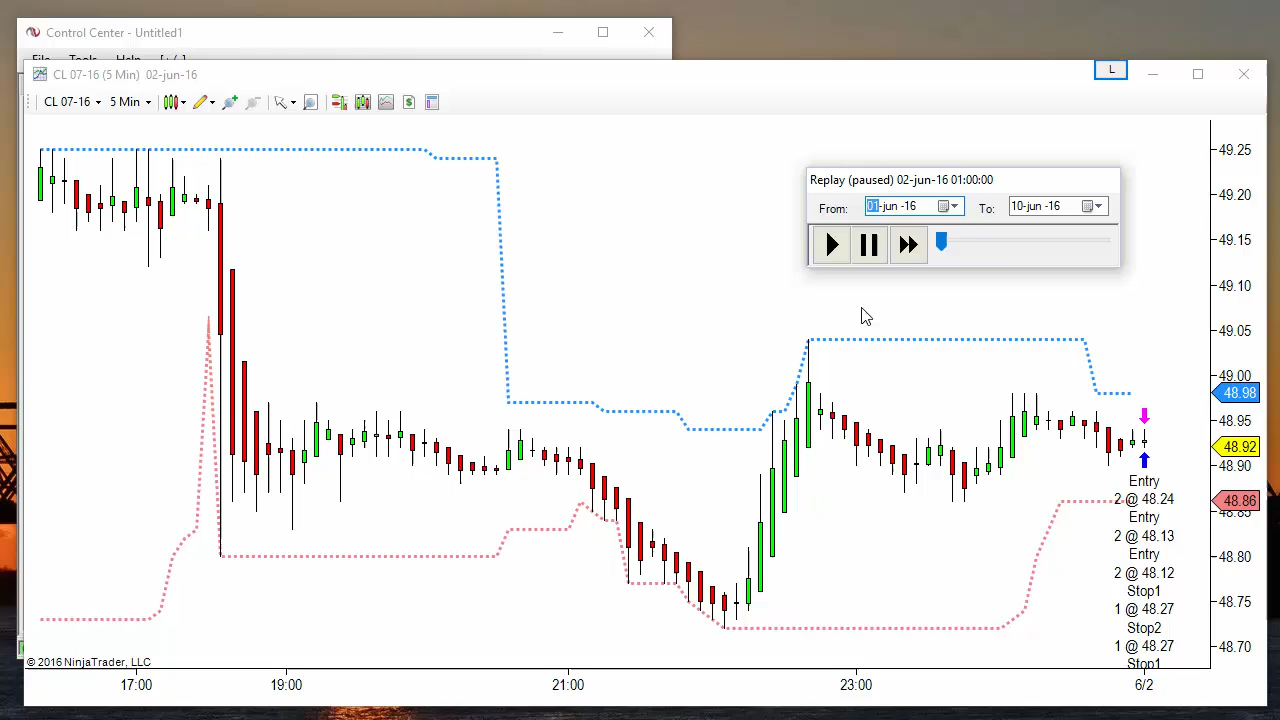 Control Center - Untitled1
File Tools Help
CL 07-16 (5 Min) 02-jun-16
L
CL 07-16 5 Min
49.25
49.20
49.15
49.10
49.05
49.00
48.98
48.95
48.92
48.90
48.86
48.80
48.75
48.70
Replay (paused) 02-jun-16 01:00:00
From: 01-jun -16 To: 10-jun -16
Entry
2 @ 48.24
Entry
2 @ 48.13
Entry
2 @ 48.12
Stop1
1 @ 48.27
Stop2
1 @ 48.27
Stop1
© 2016 NinjaTrader, LLC
17:00 19:00 21:00 23:00 6/2